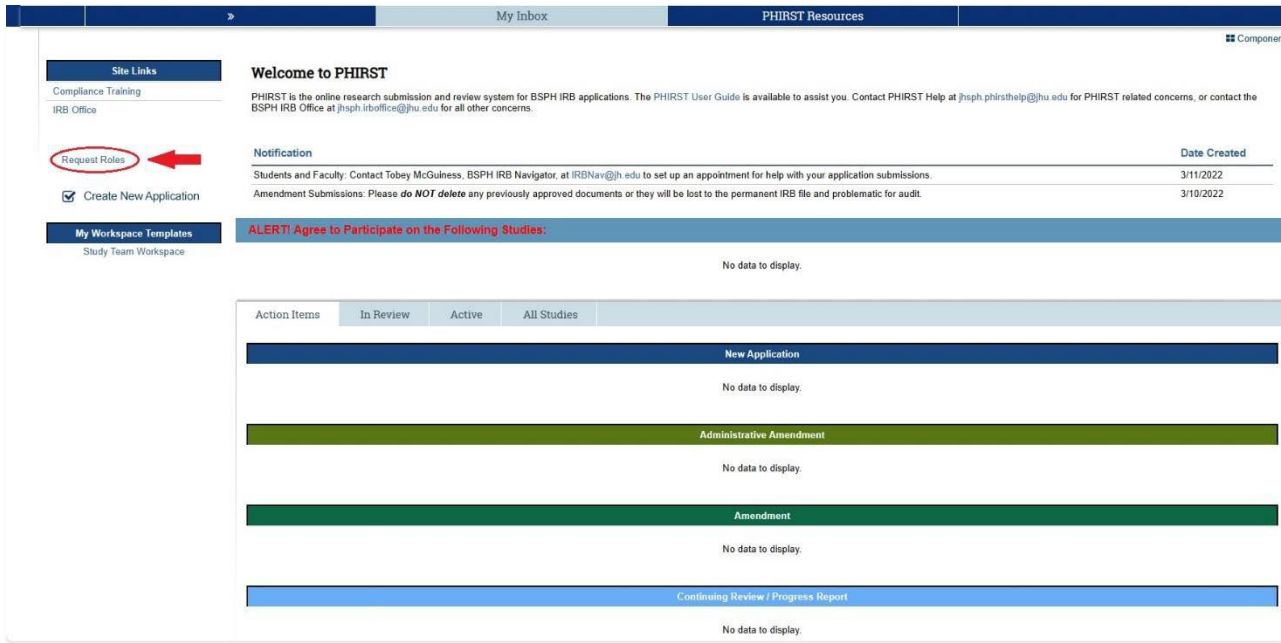 »
My Inbox
PHIRST Resources
Componen
Site Links
Compliance Training
IRB Office
Request Roles
Create New Application
My Workspace Templates
Study Team Workspace
Welcome to PHIRST
PHIRST is the online research submission and review system for BSPH IRB applications. The PHIRST User Guide is available to assist you. Contact PHIRST Help at jhsph.phirsthelp@jhu.edu for PHIRST related concerns, or contact the
BSPH IRB Office at jhsph.irboffice@jhu.edu for all other concerns.
Notification Date Created
Students and Faculty: Contact Tobey McGuiness, BSPH IRB Navigator, at IRBNav@jh.edu to set up an appointment for help with your application submissions. 3/11/2022
Amendment Submissions: Please do NOT delete any previously approved documents or they will be lost to the permanent IRB file and problematic for audit. 3/10/2022
ALERT! Agree to Participate on the Following Studies:
No data to display.
Action Items In Review Active All Studies
New Application
No data to display.
Administrative Amendment
No data to display.
Amendment
No data to display.
Continuing Review / Progress Report
No data to display.